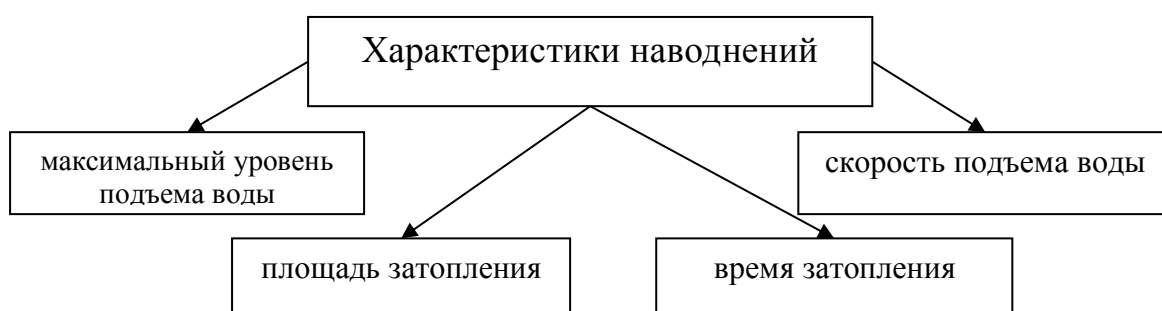 Характеристики наводнений
максимальный уровень
подъема воды
скорость подъема воды
площадь затопления
время затопления